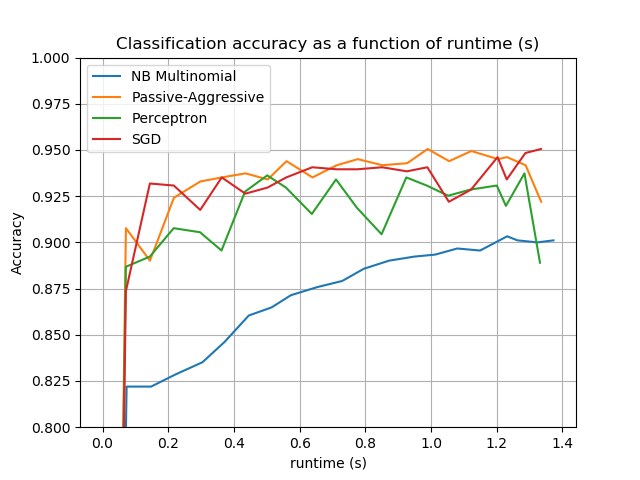 Classification accuracy as a function of runtime (s)
1.000
0.975
0.950
0.925
0.900
0.875
0.850
0.825
0.800
Accuracy
NB Multinomial
Passive-Aggressive
Perceptron
SGD
0.0 0.2 0.4 0.6 0.8 1.0 1.2 1.4
runtime (s)